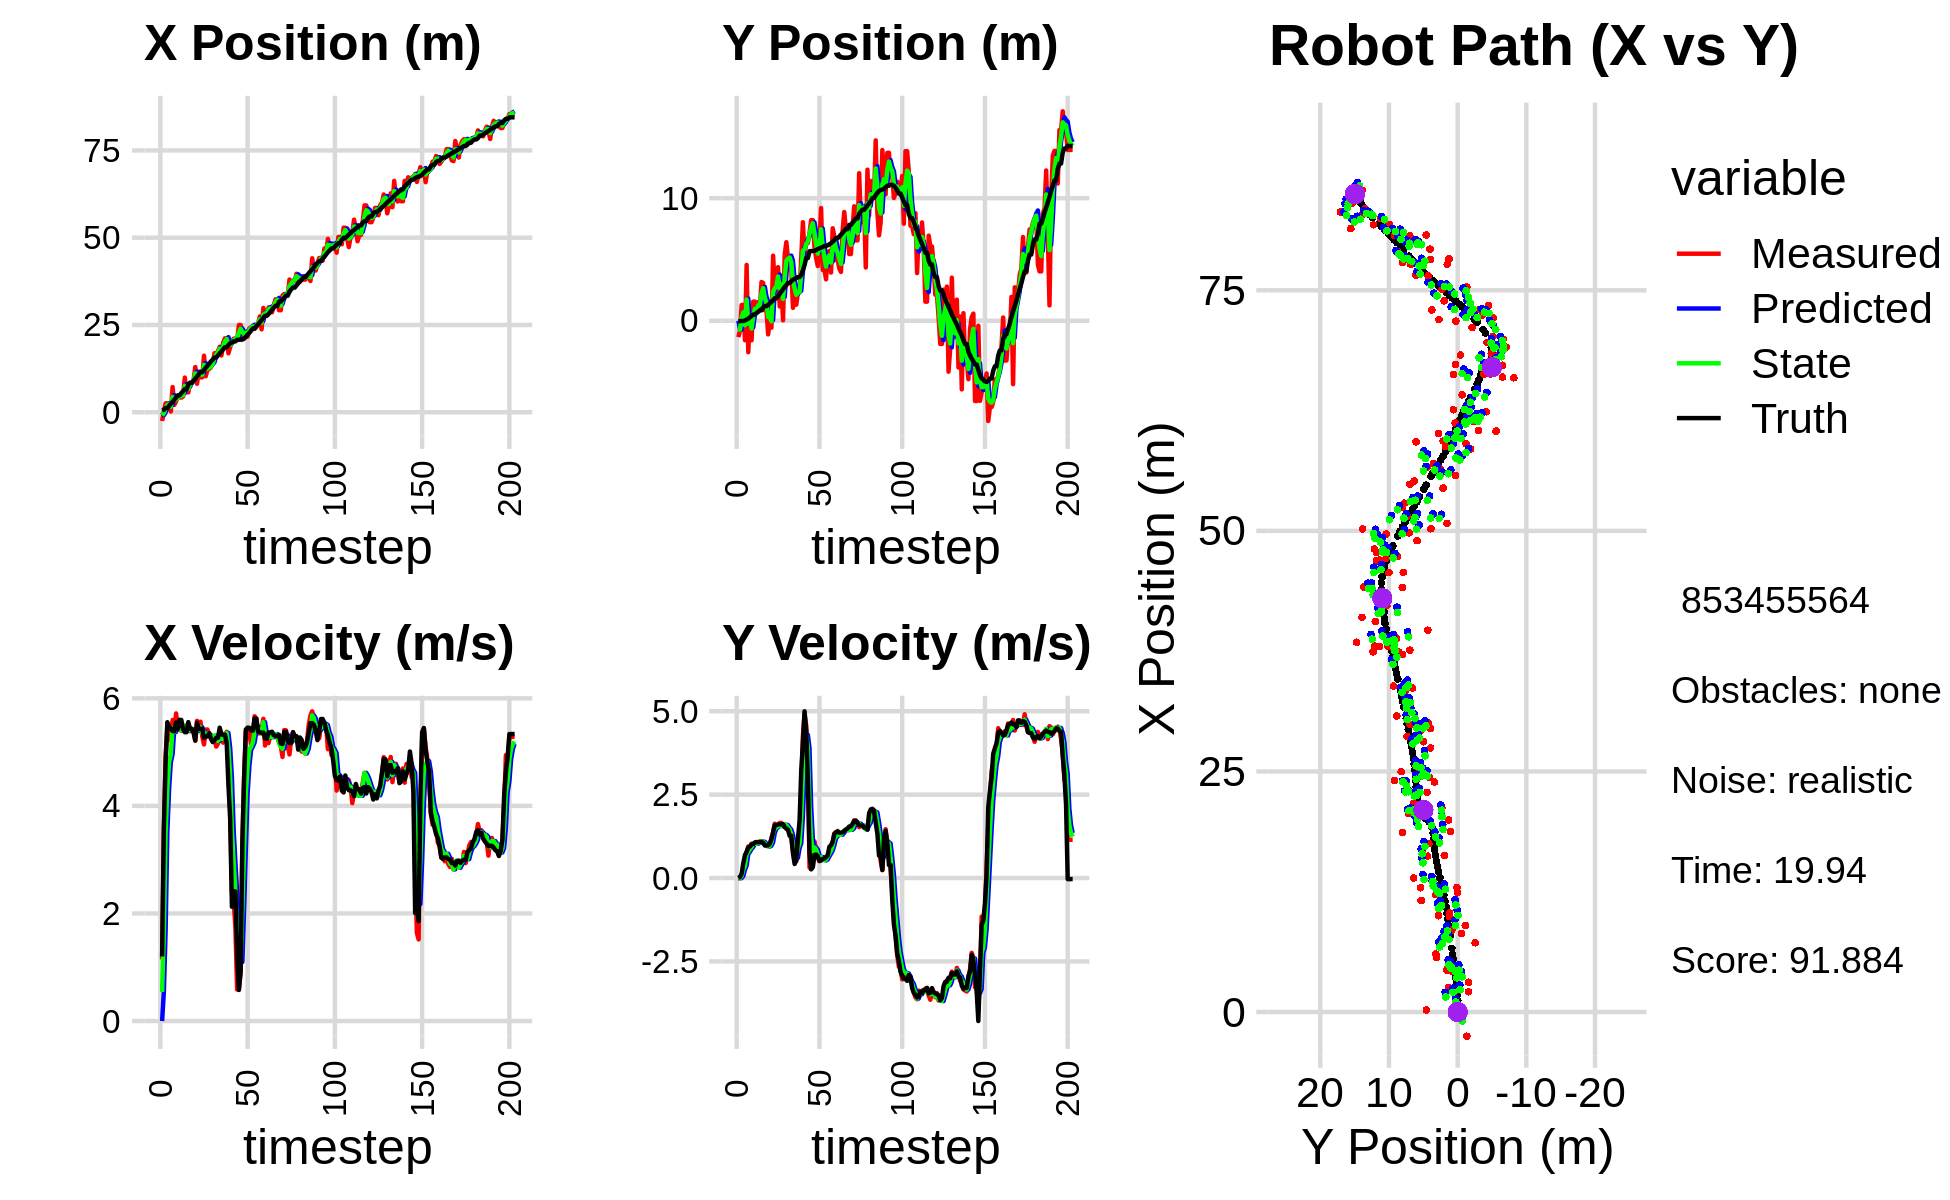 X Position (m)
75
50
25
0
0
50
100
150
200
timestep
Y Position (m)
10
0
0
50
100
150
200
timestep
X Velocity (m/s)
6
4
2
0
0
50
100
150
200
timestep
Y Velocity (m/s)
5.0
2.5
0.0
-2.5
0
50
100
150
200
timestep
Robot Path (X vs Y)
X Position (m)
75
50
25
0
20 10 0 -10 -20
Y Position (m)
variable
Measured
Predicted
State
Truth
853455564
Obstacles: none
Noise: realistic
Time: 19.94
Score: 91.884